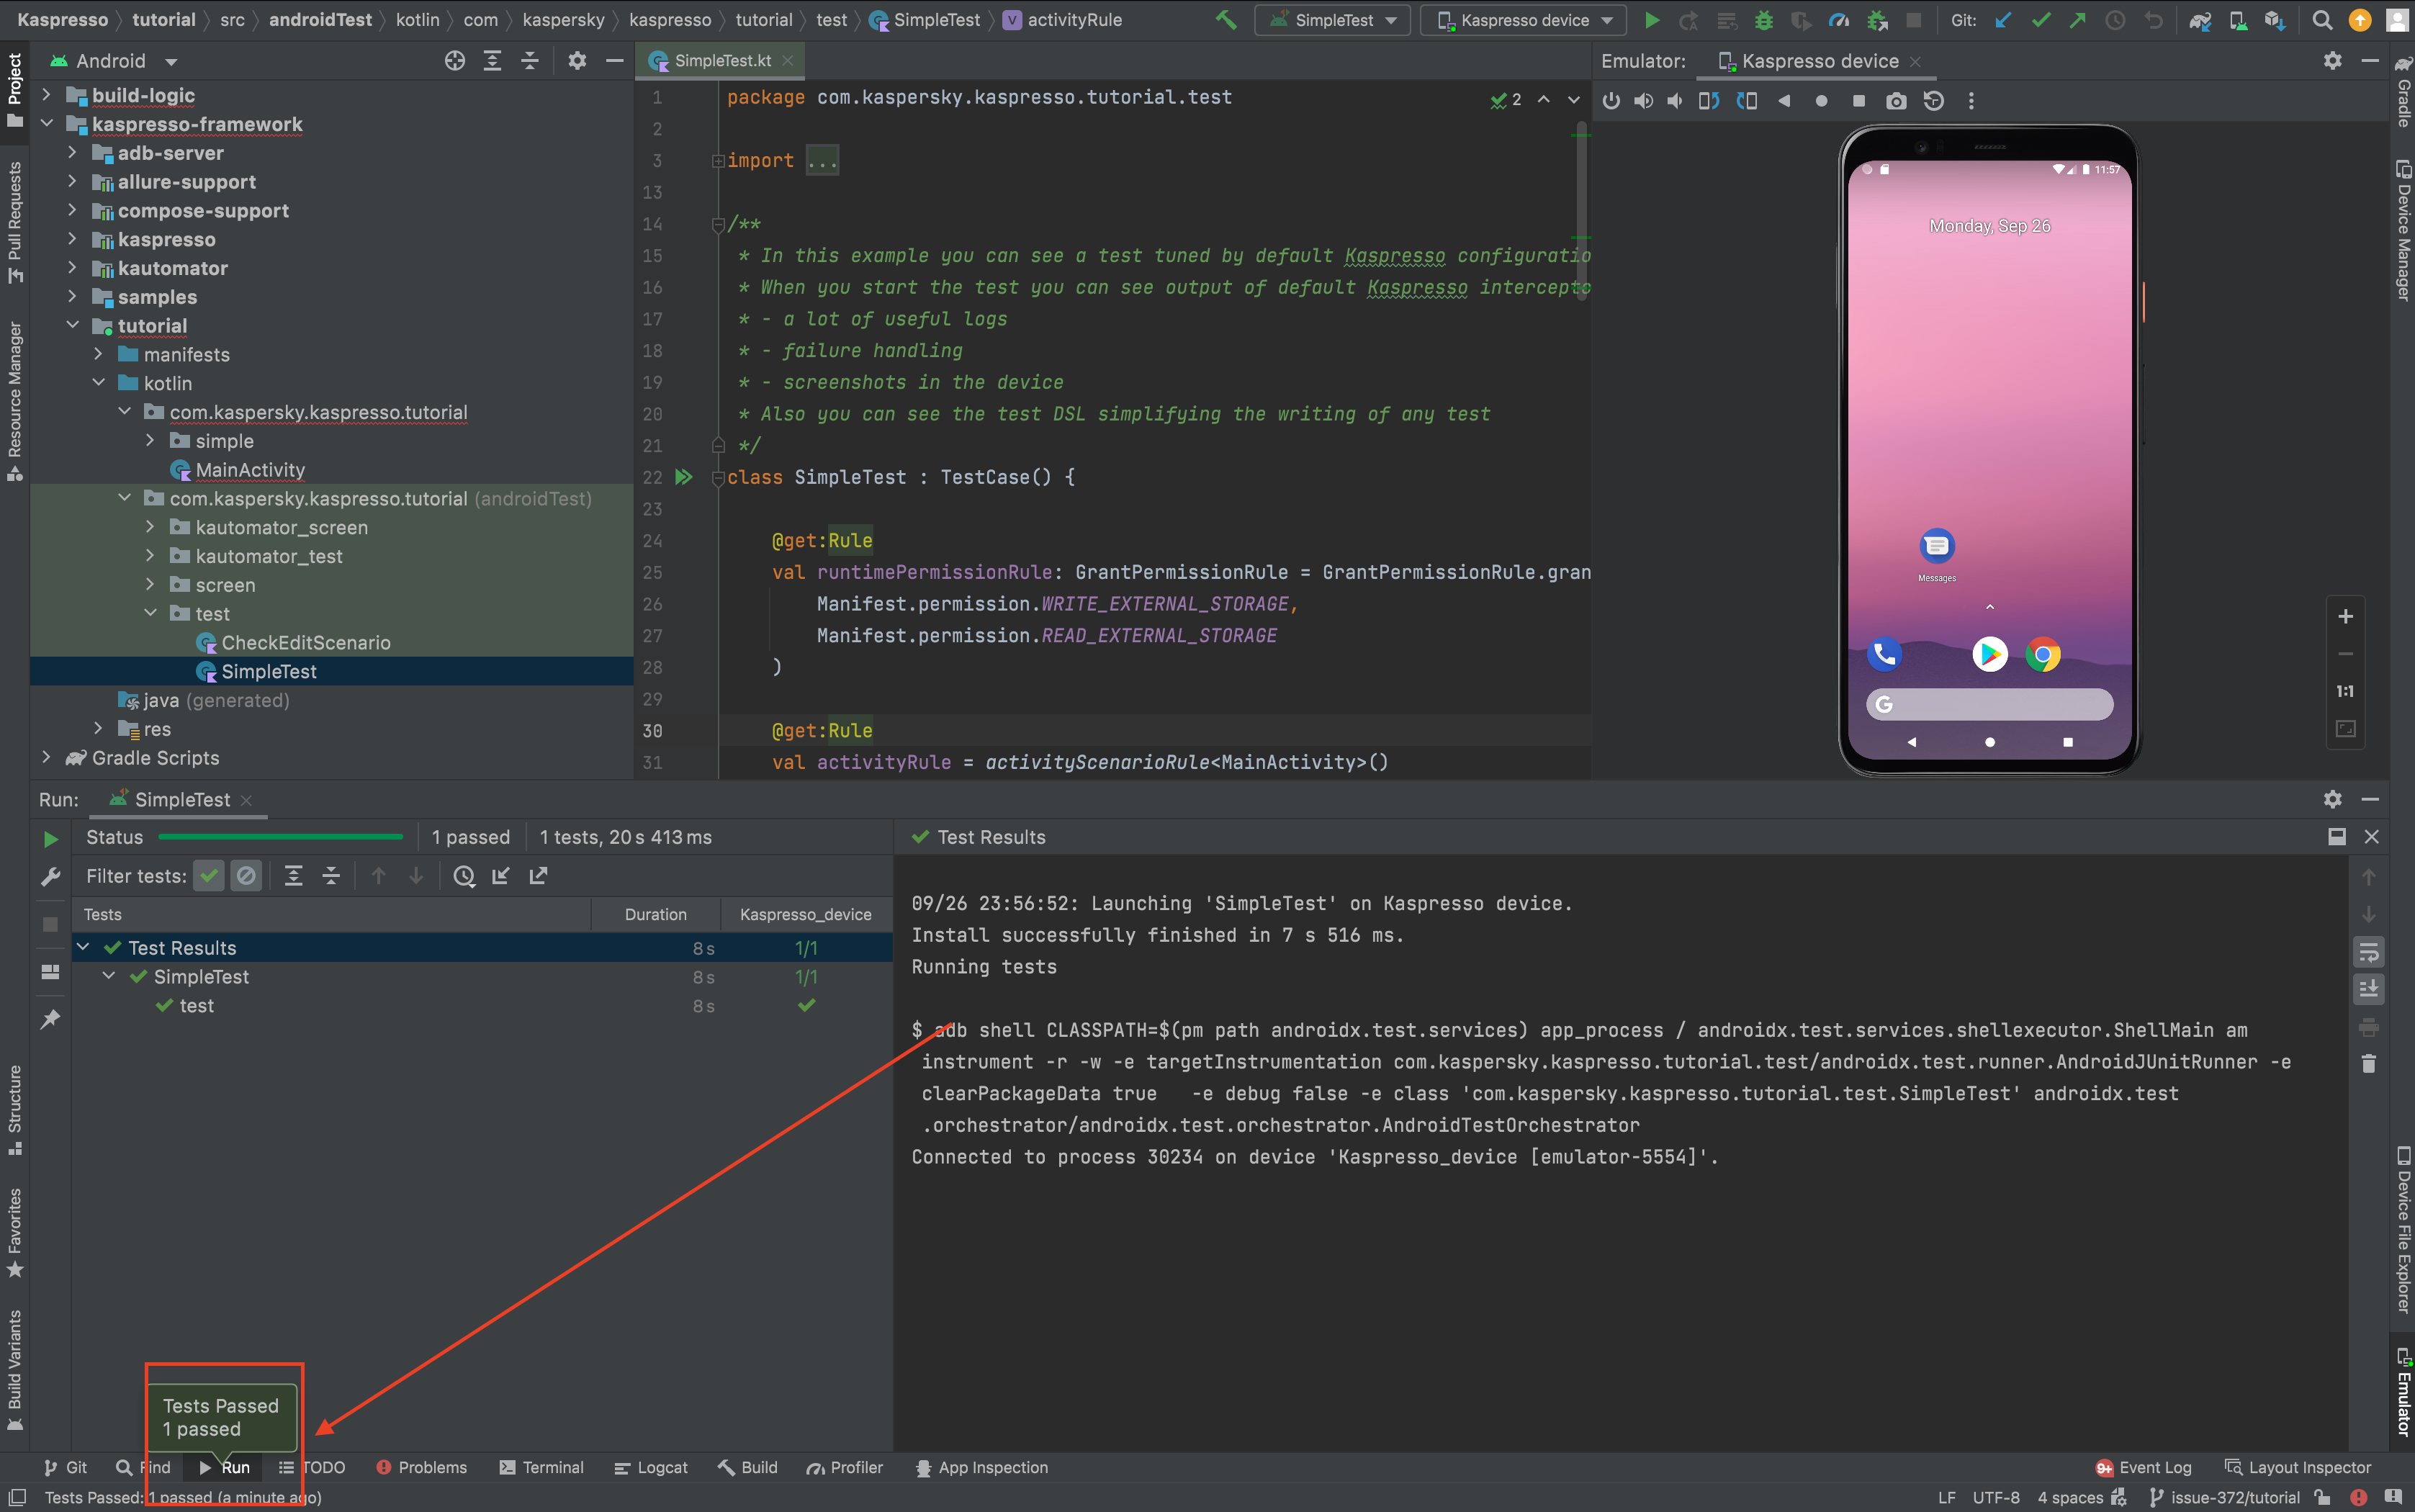 Kaspresso tutorial src androidTest kotlin com kaspersky kaspresso tutorial test SimpleTest V activityRule
SimpleTest Kaspresso device Git:
Project
Pull Requests
Resource Manager
Structure
Favorites
Build Variants
Android
build-logic
kaspresso-framework
adb-server
allure-support
compose-support
kaspresso
kautomator
samples
tutorial
manifests
kotlin
com.kaspersky.kaspresso.tutorial
simple
MainActivity
com.kaspersky.kaspresso.tutorial (androidTest)
kautomator_screen
kautomator_test
screen
test
CheckEditScenario
SimpleTest
java (generated)
res
Gradle Scripts
SimpleTest.kt
2
1 package com.kaspersky.kaspresso.tutorial.test
2
3 import ...
13
14 /**
15 * In this example you can see a test tuned by default Kaspresso configuratio
16 * When you start the test you can see output of default Kaspresso intercepto
17 * - a lot of useful logs
18 * - failure handling
19 * - screenshots in the device
20 * Also you can see the test DSL simplifying the writing of any test
21 */
22 class SimpleTest : TestCase() {
23
24 @get:Rule
25 val runtimePermissionRule: GrantPermissionRule = GrantPermissionRule.gran
26 Manifest.permission.WRITE_EXTERNAL_STORAGE,
27 Manifest.permission.READ_EXTERNAL_STORAGE
28 )
29
30 @get:Rule
31 val activityRule = activityScenarioRule<MainActivity>()
Emulator: Kaspresso device
11:57
Monday, Sep 26
Messages
G
1:1
Gradle
Device Manager
Device File Explorer
Emulator
Run: SimpleTest
Status 1 passed 1 tests, 20 s 413 ms
Filter tests:
Tests Duration Kaspresso_device
Test Results 8 s 1/1
SimpleTest 8 s 1/1
test 8 s
Test Results
09/26 23:56:52: Launching 'SimpleTest' on Kaspresso device.
Install successfully finished in 7 s 516 ms.
Running tests
$ adb shell CLASSPATH=$(pm path androidx.test.services) app_process / androidx.test.services.shellexecutor.ShellMain am
instrument -r -w -e targetInstrumentation com.kaspersky.kaspresso.tutorial.test/androidx.test.runner.AndroidJUnitRunner -e
clearPackageData true -e debug false -e class 'com.kaspersky.kaspresso.tutorial.test.SimpleTest' androidx.test
.orchestrator/androidx.test.orchestrator.AndroidTestOrchestrator
Connected to process 30234 on device 'Kaspresso_device [emulator-5554]'.
Tests Passed
1 passed
Git Find Run TODO Problems Terminal Logcat Build Profiler App Inspection 9+ Event Log Layout Inspector
Tests Passed: 1 passed (a minute ago) LF UTF-8 4 spaces issue-372/tutorial